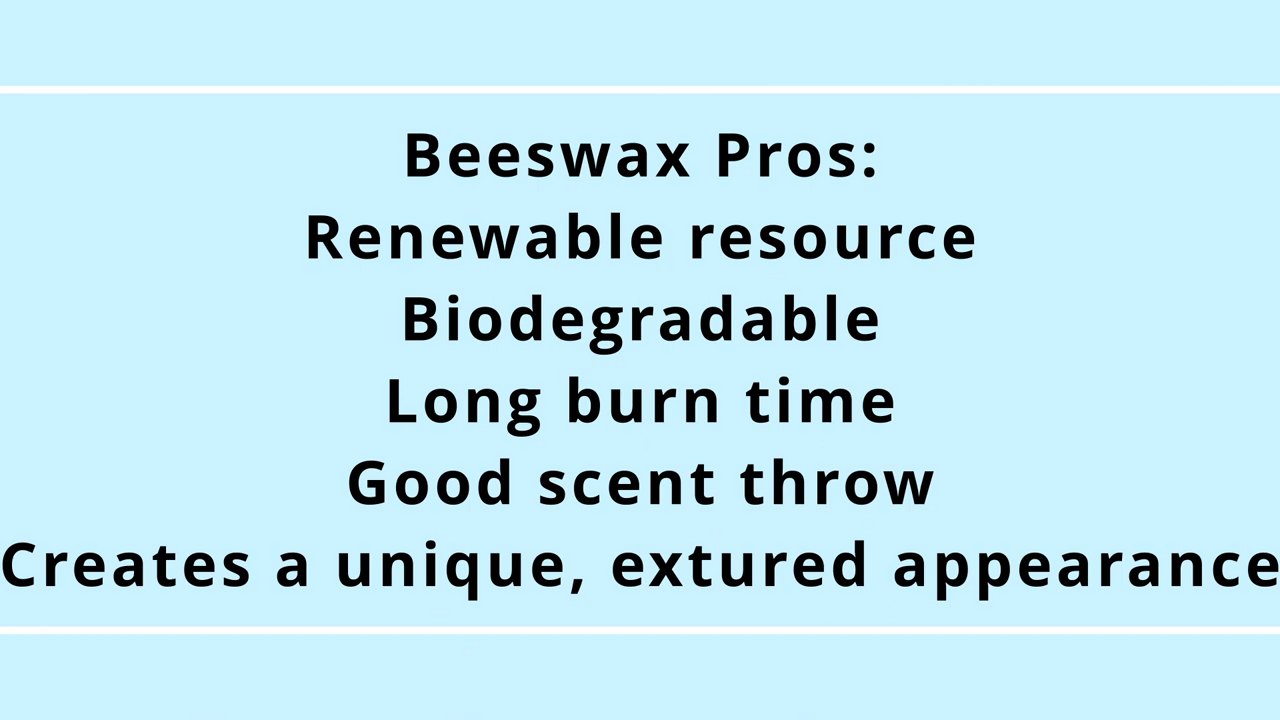 Beeswax Pros:
Renewable resource
Biodegradable
Long burn time
Good scent throw
Creates a unique, extured appearance